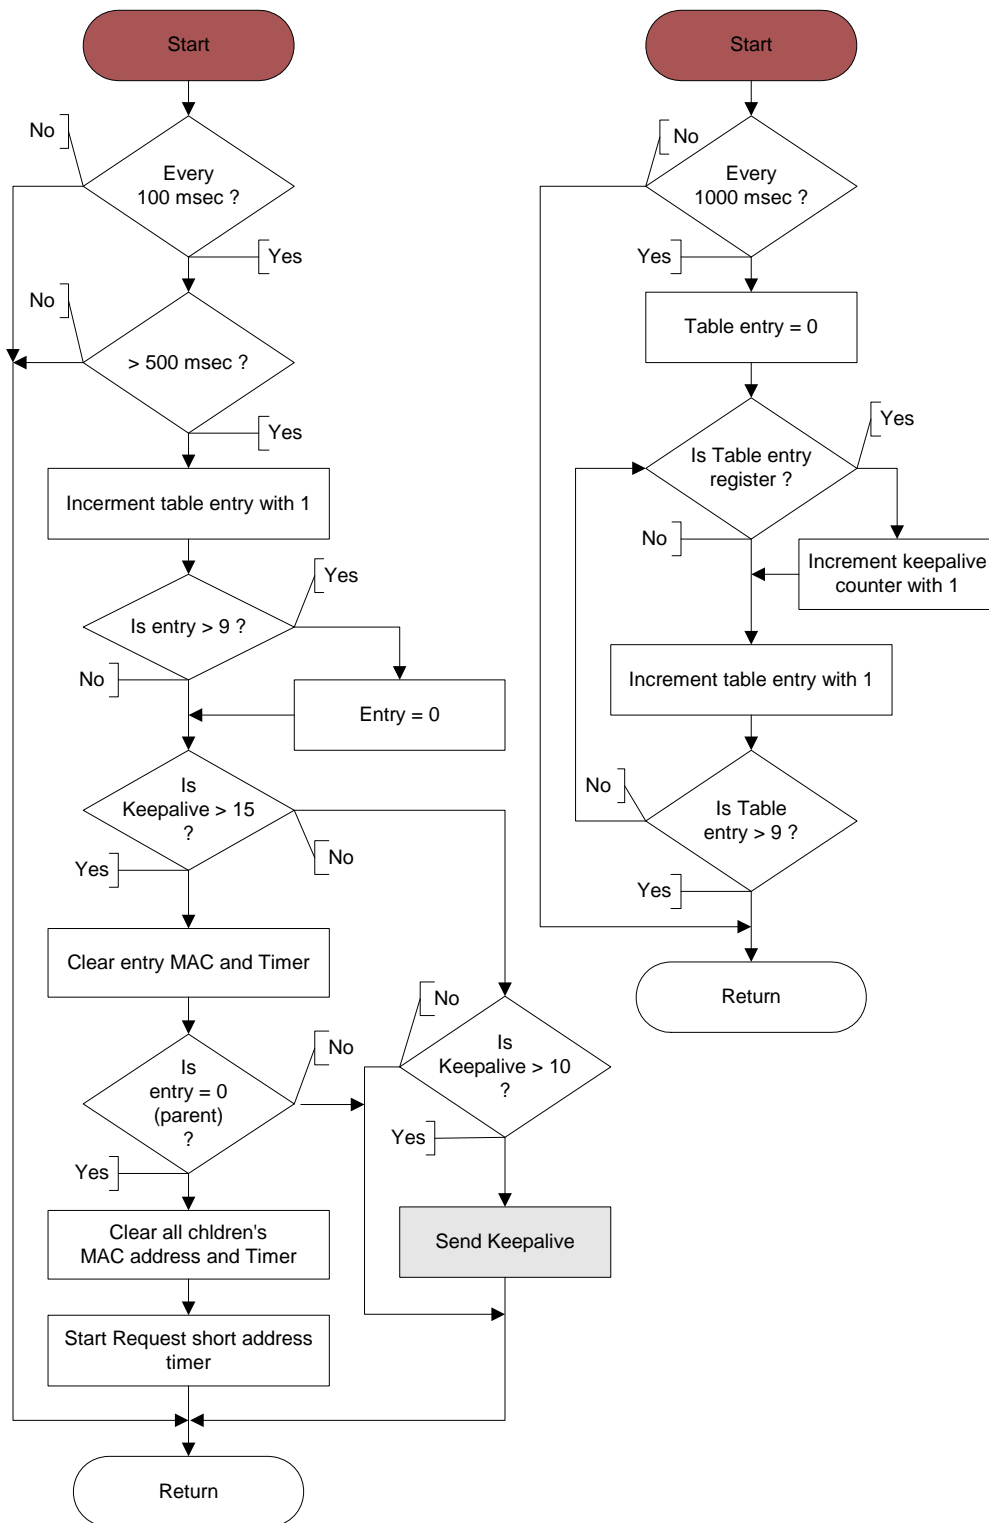 Start
No
Every
100 msec ?
Yes
No
> 500 msec ?
Yes
Incerment table entry with 1
Yes
Is entry > 9 ?
No
Entry = 0
Is
Keepalive > 15
?
No
Yes
Clear entry MAC and Timer
No
Is
entry = 0
(parent)
?
Yes
No
Is
Keepalive > 10
?
Yes
Clear all chldren's
MAC address and Timer
Send Keepalive
Start Request short address
timer
Return
Start
No
Every
1000 msec ?
Yes
Table entry = 0
Yes
Is Table entry
register ?
No
Increment keepalive
counter with 1
Increment table entry with 1
No
Is Table
entry > 9 ?
Yes
Return